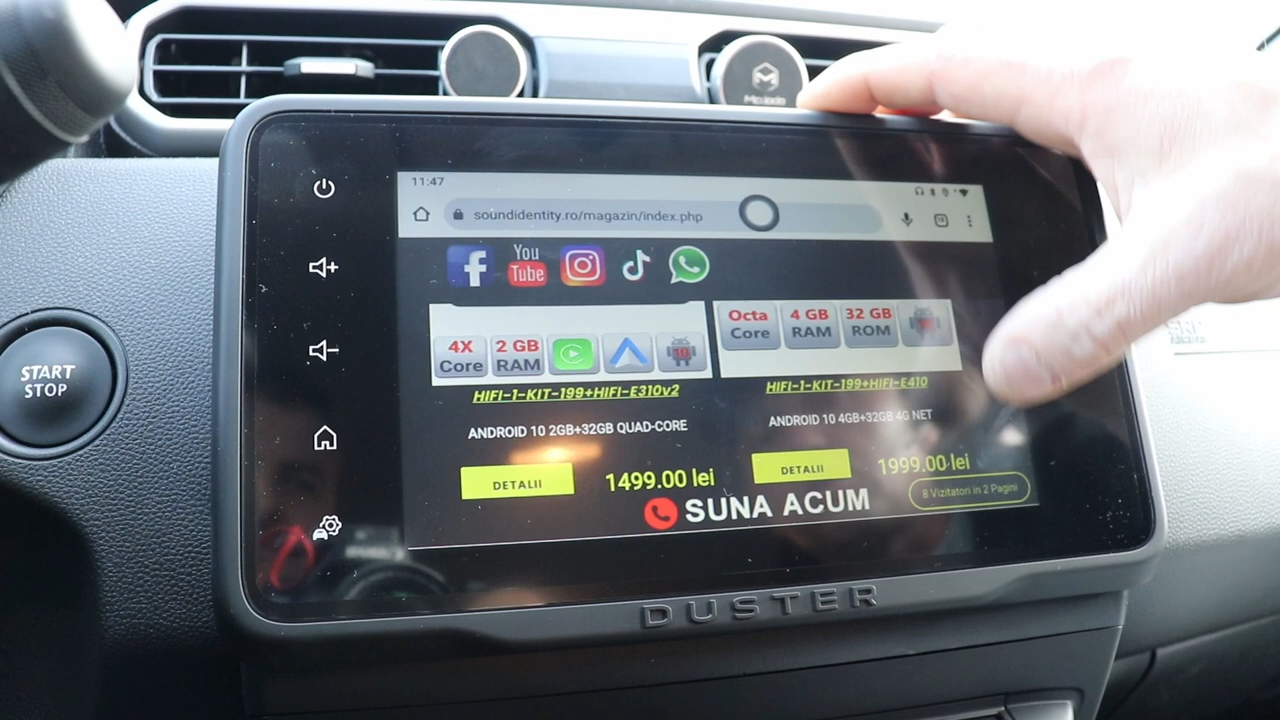 Mcdodo
11:47
soundidentity.ro/magazin/index.php
You
Tube
4X
Core
2 GB
RAM
10
HIFI-1-KIT-199+HIFI-E310v2
ANDROID 10 2GB+32GB QUAD-CORE
DETALII
1499.00 lei
Octa
Core
4 GB
RAM
32 GB
ROM
HIFI-1-KIT-199+HIFI-E410
ANDROID 10 4GB+32GB 4G NET
DETALII
1999.00 lei
8 Vizitatori in 2 Pagini
SUNA ACUM
START
STOP
DUSTER